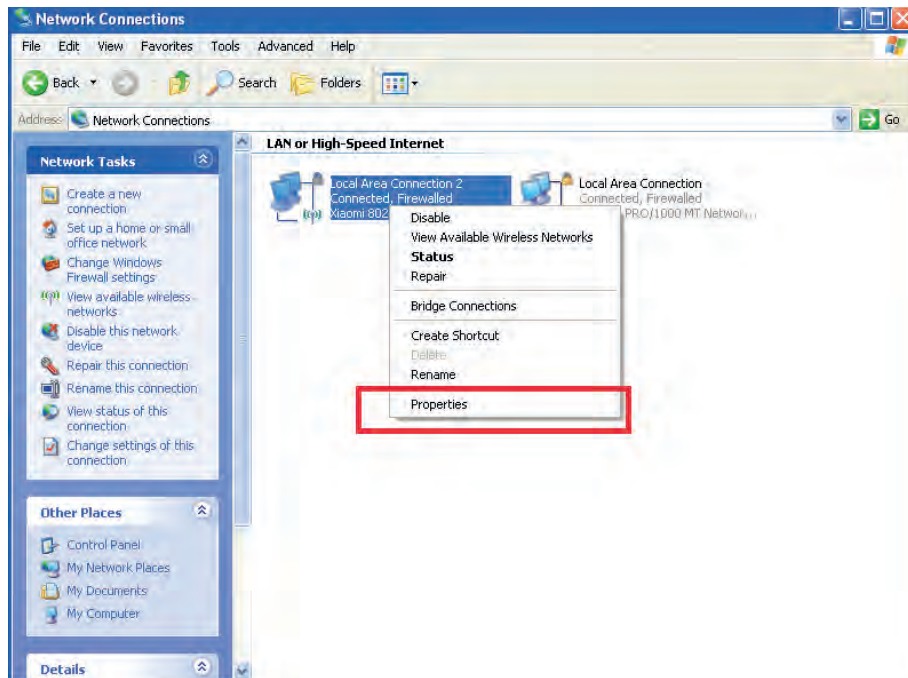 Network Connections
File Edit View Favorites Tools Advanced Help
Back Search Folders
Address Network Connections Go
Network Tasks
Create a new
connection
Set up a home or small
office network
Change Windows
Firewall settings
View available wireless
networks
Disable this network
device
Repair this connection
Rename this connection
View status of this
connection
Change settings of this
connection
Other Places
Control Panel
My Network Places
My Documents
My Computer
Details
LAN or High-Speed Internet
Local Area Connection 2
Connected, Firewalled
Xiaomi 802
Local Area Connection
Connected, Firewalled
PRO/1000 MT Networ...
Disable
View Available Wireless Networks
Status
Repair
Bridge Connections
Create Shortcut
Delete
Rename
Properties